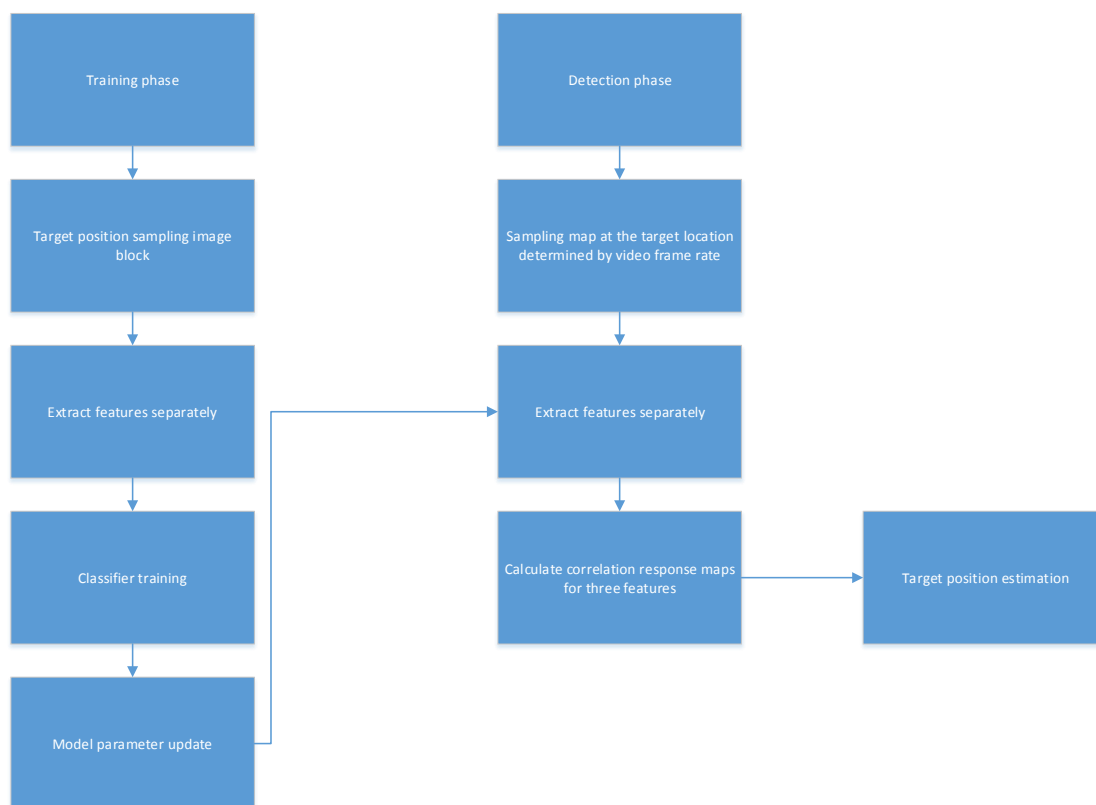 Training phase
Target position sampling image
block
Extract features separately
Classifier training
Model parameter update
Detection phase
Sampling map at the target location
determined by video frame rate
Extract features separately
Calculate correlation response maps
for three features
Target position estimation